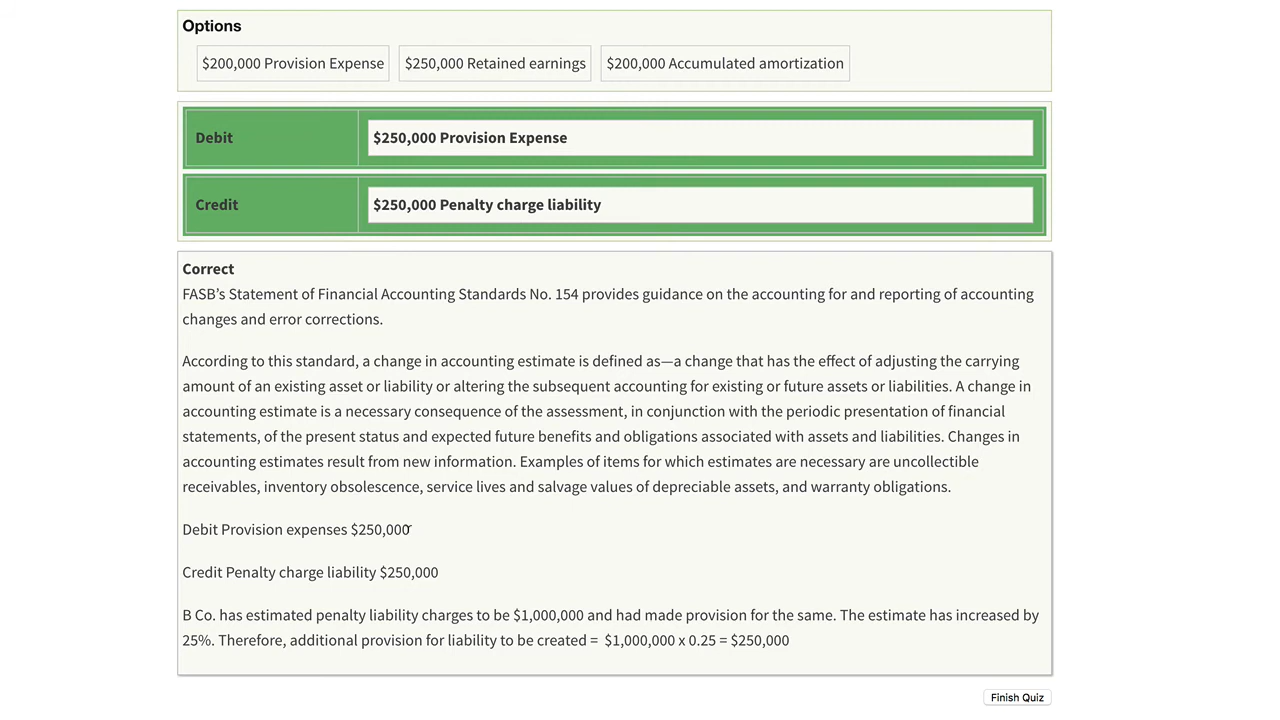 Options
$200,000 Provision Expense $250,000 Retained earnings $200,000 Accumulated amortization
Debit $250,000 Provision Expense
Credit $250,000 Penalty charge liability
Correct
FASB’s Statement of Financial Accounting Standards No. 154 provides guidance on the accounting for and reporting of accounting
changes and error corrections.
According to this standard, a change in accounting estimate is defined as—a change that has the effect of adjusting the carrying
amount of an existing asset or liability or altering the subsequent accounting for existing or future assets or liabilities. A change in
accounting estimate is a necessary consequence of the assessment, in conjunction with the periodic presentation of financial
statements, of the present status and expected future benefits and obligations associated with assets and liabilities. Changes in
accounting estimates result from new information. Examples of items for which estimates are necessary are uncollectible
receivables, inventory obsolescence, service lives and salvage values of depreciable assets, and warranty obligations.
Debit Provision expenses $250,000
Credit Penalty charge liability $250,000
B Co. has estimated penalty liability charges to be $1,000,000 and had made provision for the same. The estimate has increased by
25%. Therefore, additional provision for liability to be created = $1,000,000 x 0.25 = $250,000
Finish Quiz